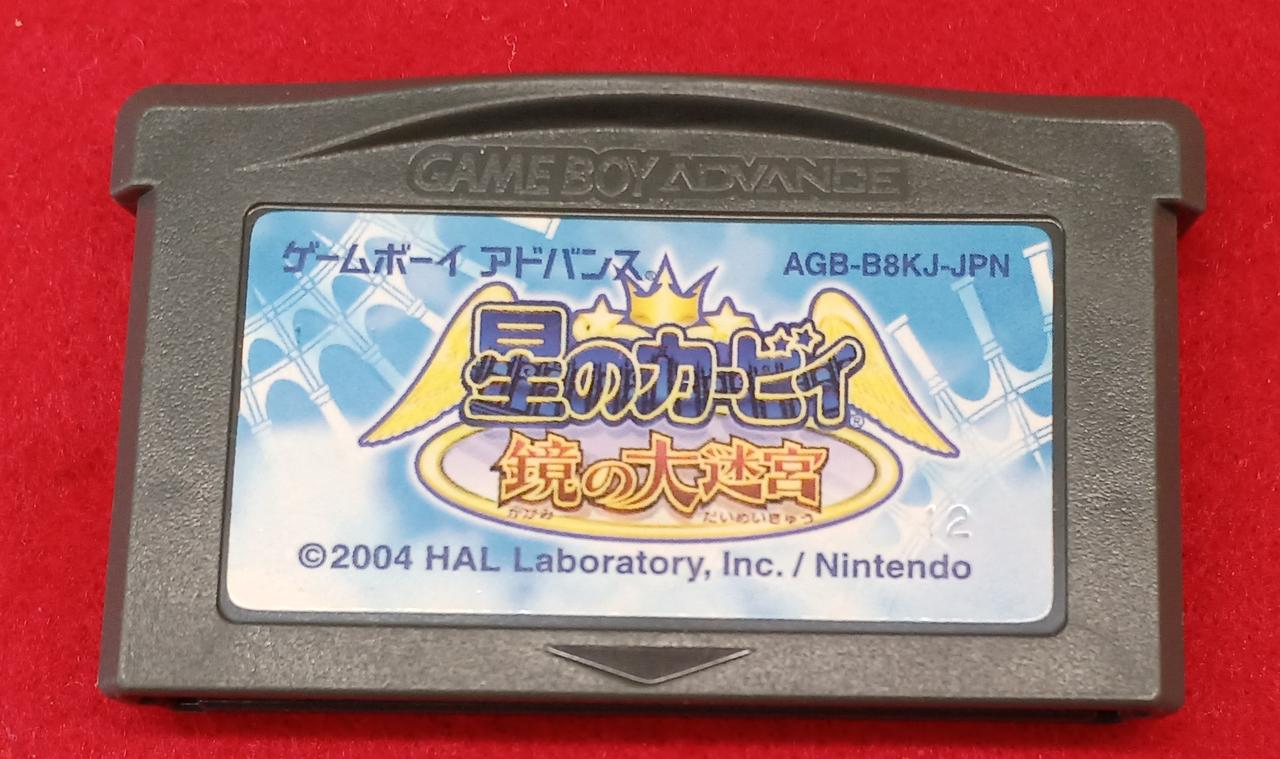 GAME BOY ADVANCE
ゲームボーイ アドバンス®
AGB-B8KJ-JPN
星のカービィ®
鏡の大迷宮
かがみ だいめいきゅう
12
©2004 HAL Laboratory, Inc. / Nintendo